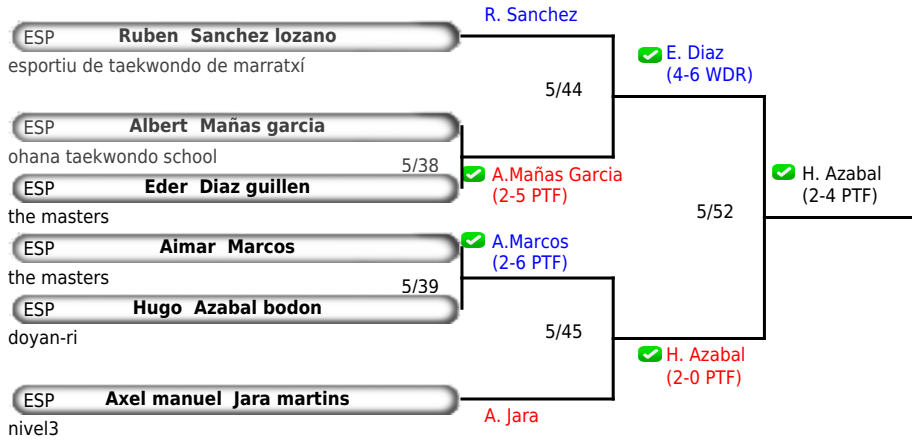 R. Sanchez
ESP Ruben Sanchez lozano
esportiu de taekwondo de marratxí
E. Diaz
(4-6 WDR)
5/44
ESP Albert Mañas garcia
ohana taekwondo school
5/38
A.Mañas Garcia
(2-5 PTF)
H. Azabal
(2-4 PTF)
ESP Eder Diaz guillen
the masters
5/52
ESP Aimar Marcos
the masters
A.Marcos
(2-6 PTF)
5/39
ESP Hugo Azabal bodon
doyan-ri
5/45
H. Azabal
(2-0 PTF)
ESP Axel manuel Jara martins
nivel3
A. Jara